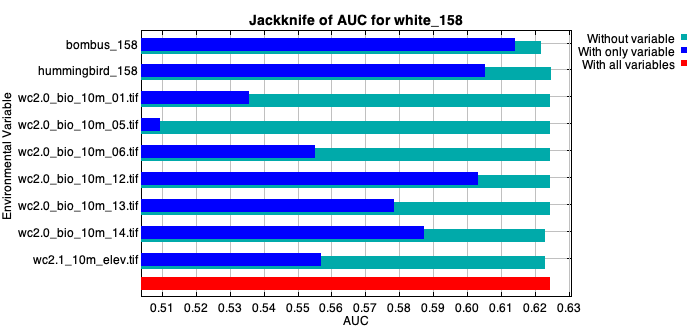 Jackknife of AUC for white_158
Without variable
With only variable
With all variables
Environmental Variable
bombus_158
hummingbird_158
wc2.0_bio_10m_01.tif
wc2.0_bio_10m_05.tif
wc2.0_bio_10m_06.tif
wc2.0_bio_10m_12.tif
wc2.0_bio_10m_13.tif
wc2.0_bio_10m_14.tif
wc2.1_10m_elev.tif
0.51 0.52 0.53 0.54 0.55 0.56 0.57 0.58 0.59 0.60 0.61 0.62 0.63
AUC